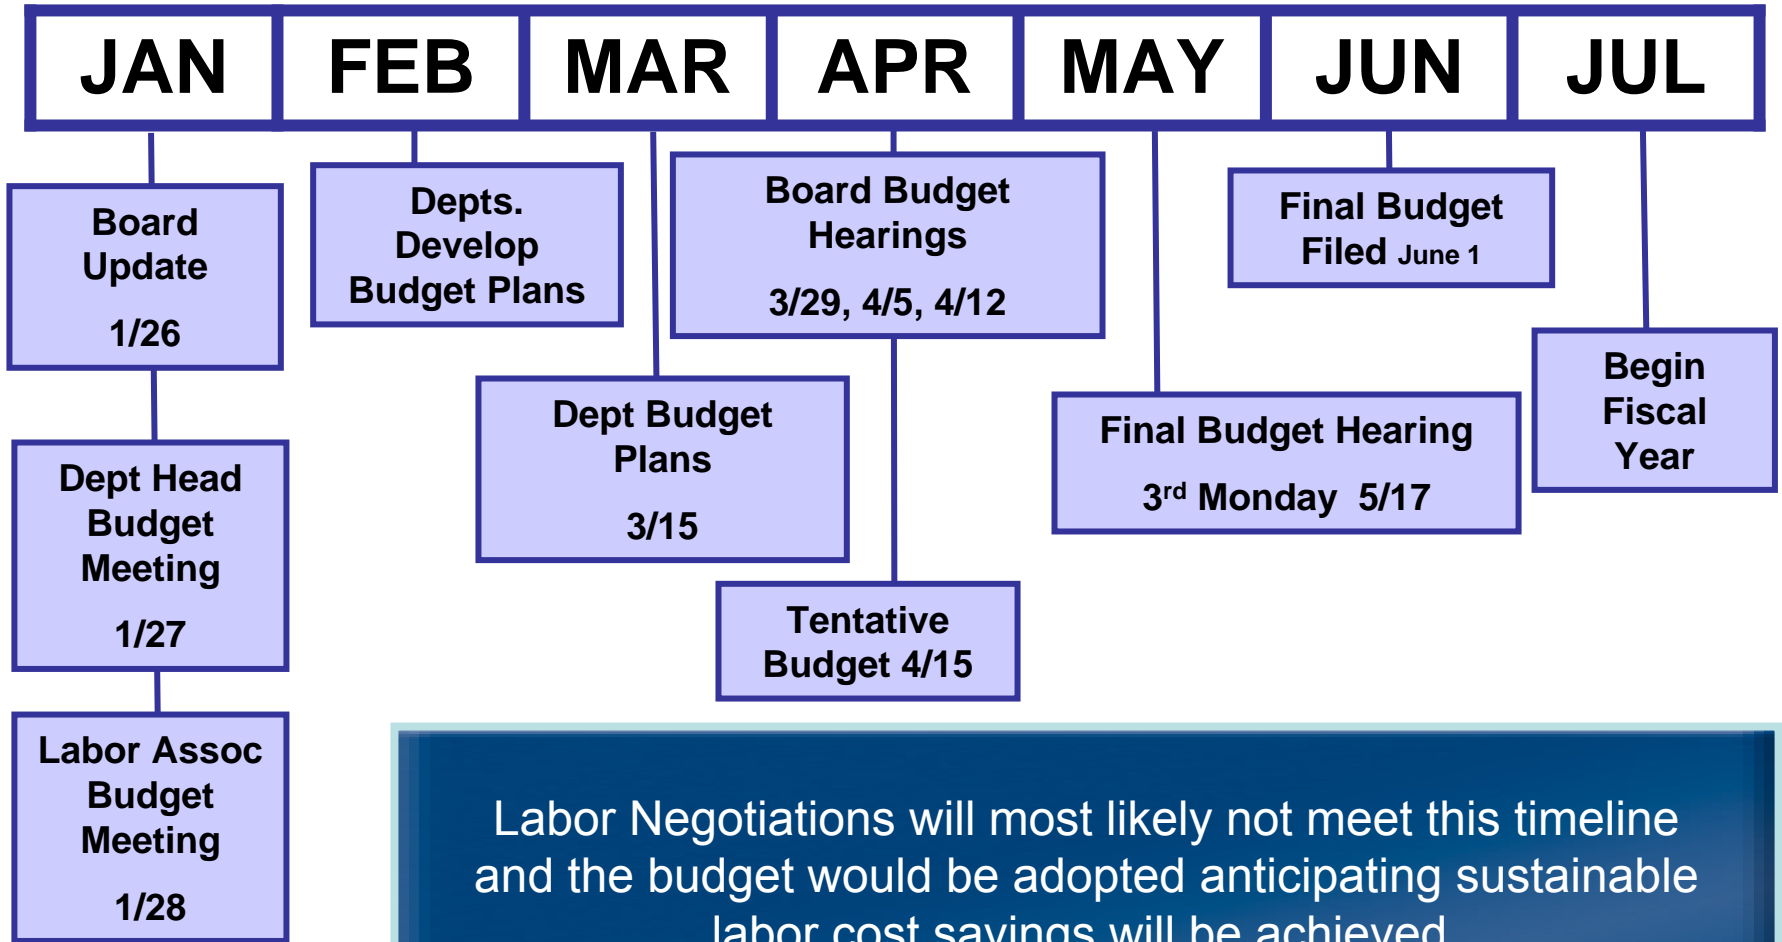 JAN FEB MAR APR MAY JUN JUL
Board
Update
1/26
Dept Head
Budget
Meeting
1/27
Labor Assoc
Budget
Meeting
1/28
Depts.
Develop
Budget Plans
Dept Budget
Plans
3/15
Board Budget
Hearings
3/29, 4/5, 4/12
Tentative
Budget 4/15
Final Budget Hearing
3rd Monday 5/17
Final Budget
Filed June 1
Begin
Fiscal
Year
Labor Negotiations will most likely not meet this timeline
and the budget would be adopted anticipating sustainable
labor cost savings will be achieved